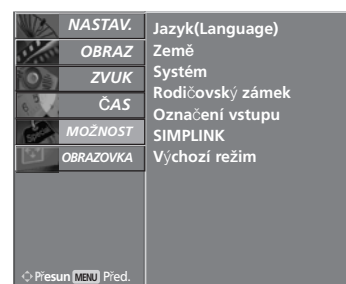 NASTAV.
OBRAZ
ZVUK
ČAS
MOŽNOST
OBRAZOVKA
Jazyk(Language)
Země
Systém
Rodičovský zámek
Označení vstupu
SIMPLINK
Výchozí režim
Přesun MENU Před.